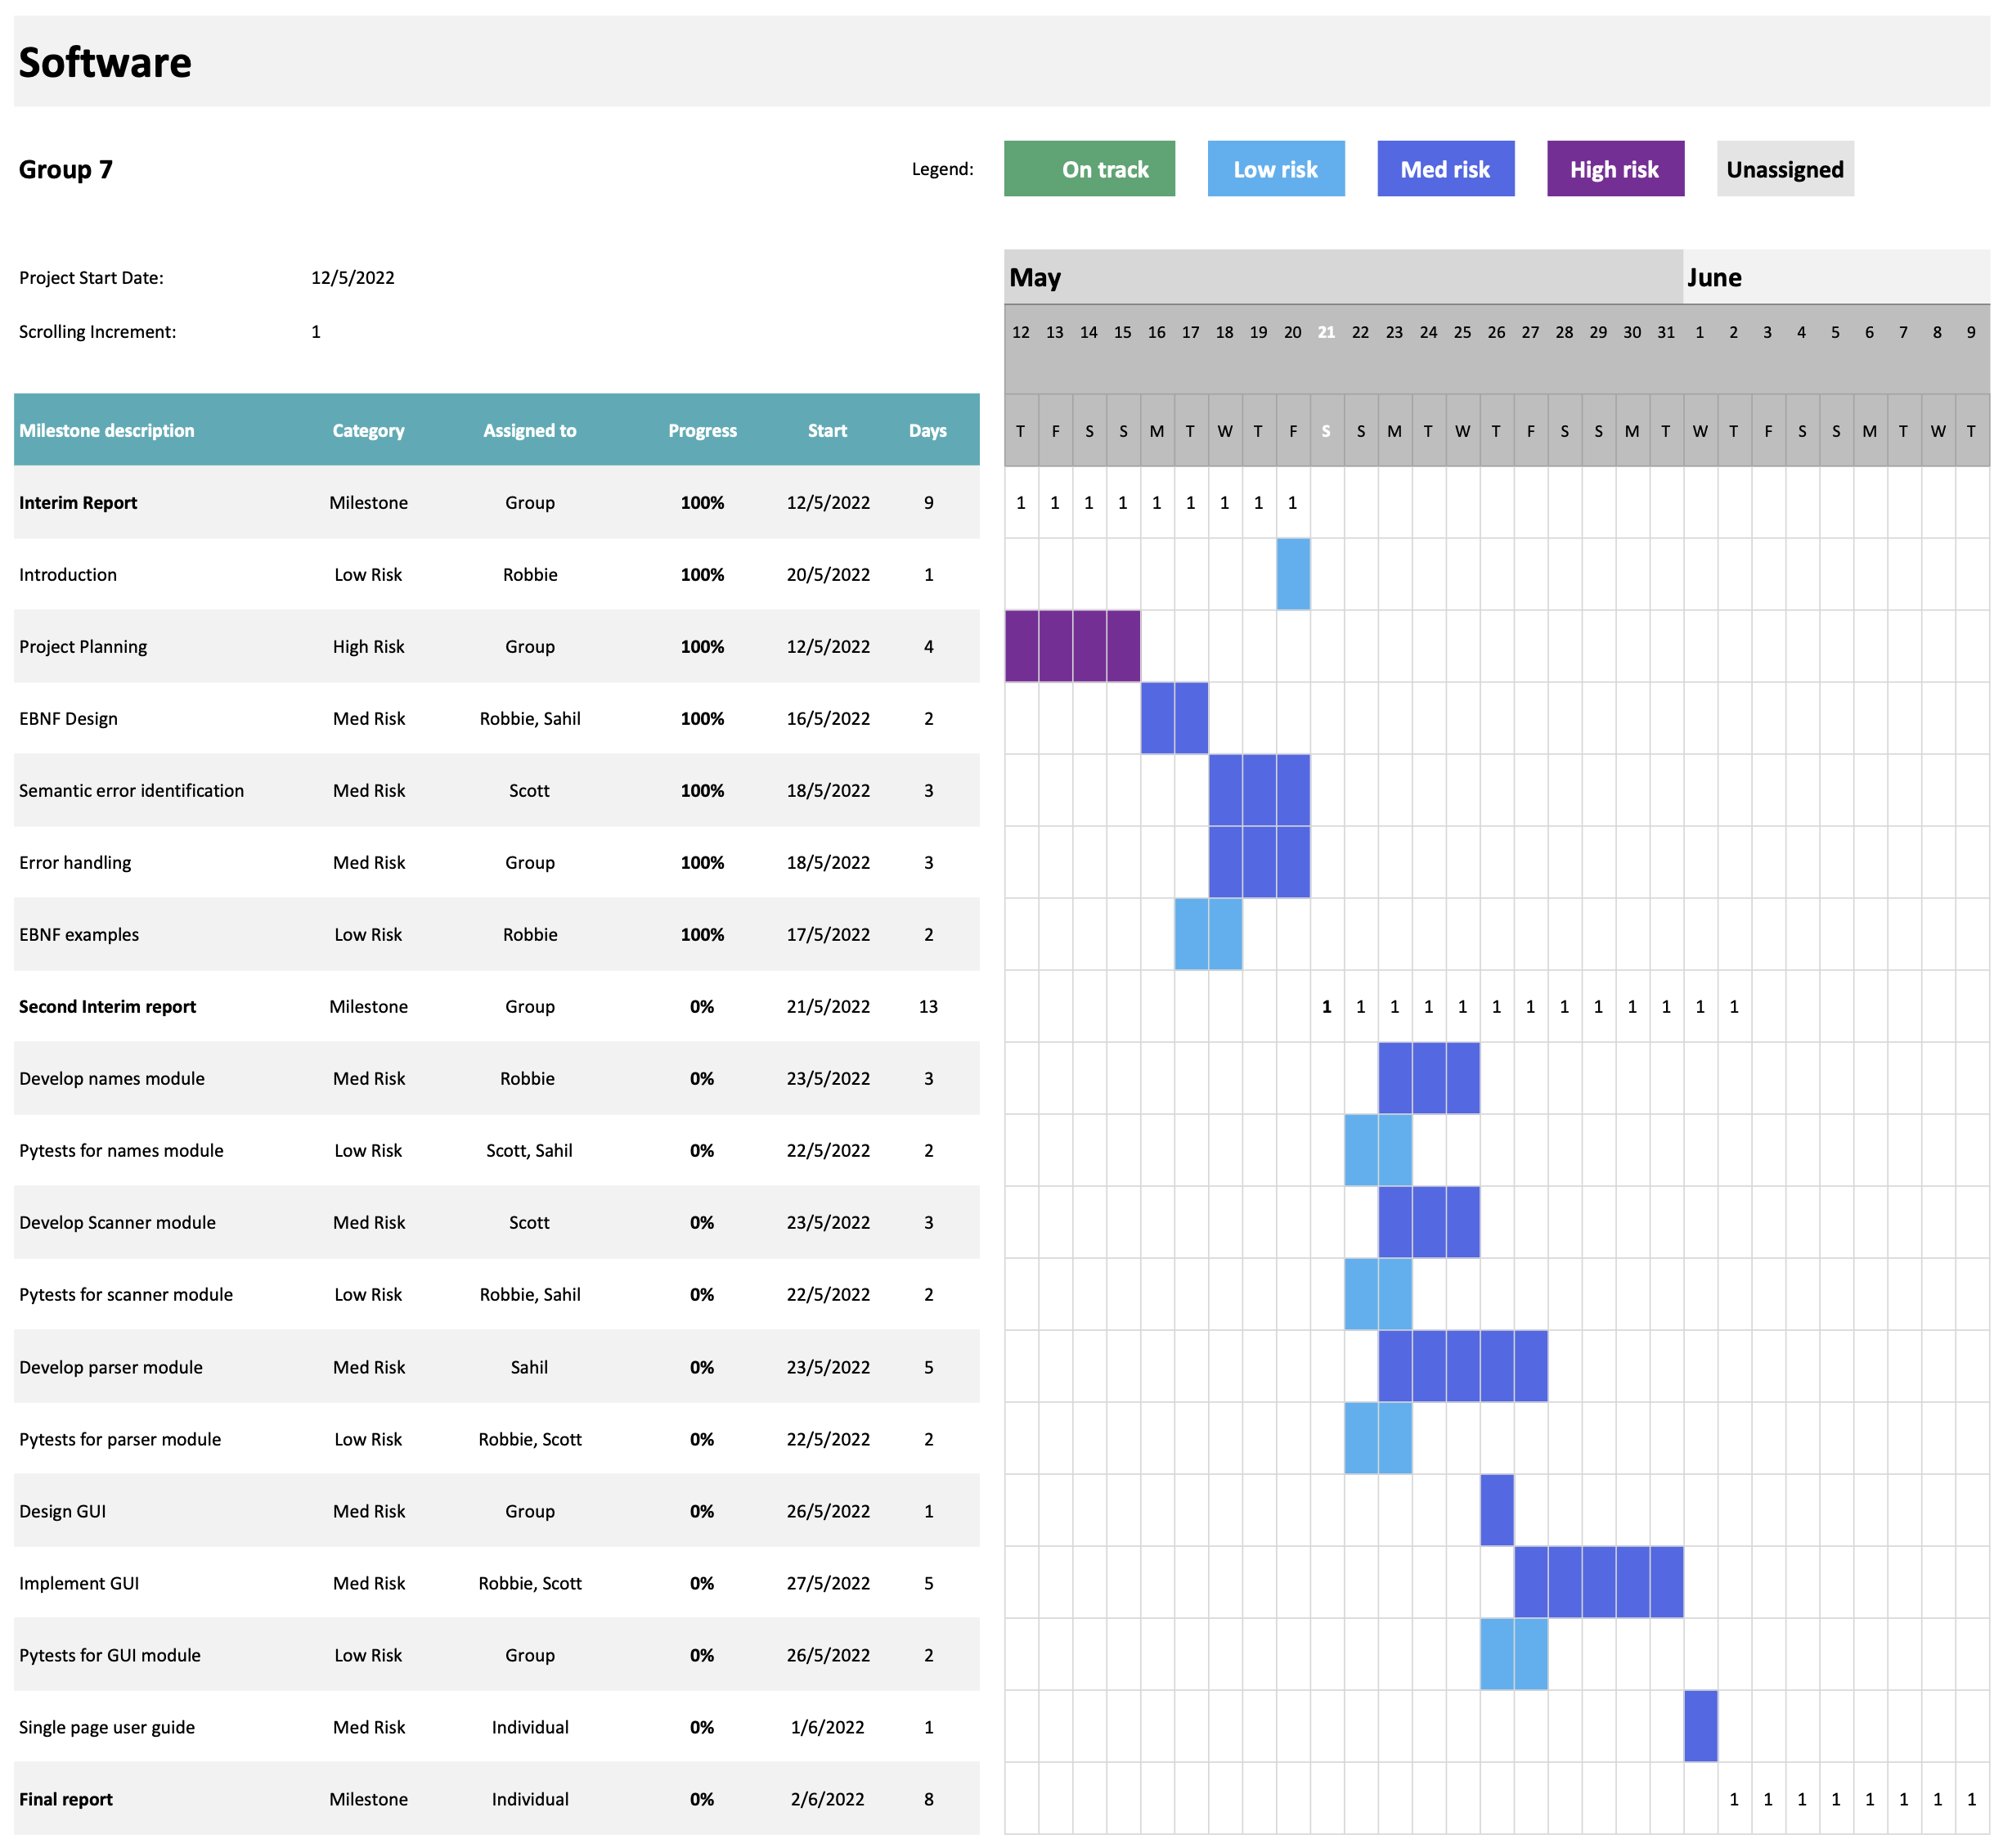 Software
Group 7 Legend: On track Low risk Med risk High risk Unassigned
Project Start Date: 12/5/2022 May June
Scrolling Increment: 1 12 13 14 15 16 17 18 19 20 21 22 23 24 25 26 27 28 29 30 31 1 2 3 4 5 6 7 8 9
Milestone description Category Assigned to Progress Start Days T F S S M T W T F S S M T W T F S S M T W T F S S M T W T
Interim Report Milestone Group 100% 12/5/2022 9 1 1 1 1 1 1 1 1 1
Introduction Low Risk Robbie 100% 20/5/2022 1
Project Planning High Risk Group 100% 12/5/2022 4
EBNF Design Med Risk Robbie, Sahil 100% 16/5/2022 2
Semantic error identification Med Risk Scott 100% 18/5/2022 3
Error handling Med Risk Group 100% 18/5/2022 3
EBNF examples Low Risk Robbie 100% 17/5/2022 2
Second Interim report Milestone Group 0% 21/5/2022 13 1 1 1 1 1 1 1 1 1 1 1 1 1
Develop names module Med Risk Robbie 0% 23/5/2022 3
Pytests for names module Low Risk Scott, Sahil 0% 22/5/2022 2
Develop Scanner module Med Risk Scott 0% 23/5/2022 3
Pytests for scanner module Low Risk Robbie, Sahil 0% 22/5/2022 2
Develop parser module Med Risk Sahil 0% 23/5/2022 5
Pytests for parser module Low Risk Robbie, Scott 0% 22/5/2022 2
Design GUI Med Risk Group 0% 26/5/2022 1
Implement GUI Med Risk Robbie, Scott 0% 27/5/2022 5
Pytests for GUI module Low Risk Group 0% 26/5/2022 2
Single page user guide Med Risk Individual 0% 1/6/2022 1
Final report Milestone Individual 0% 2/6/2022 8 1 1 1 1 1 1 1 1